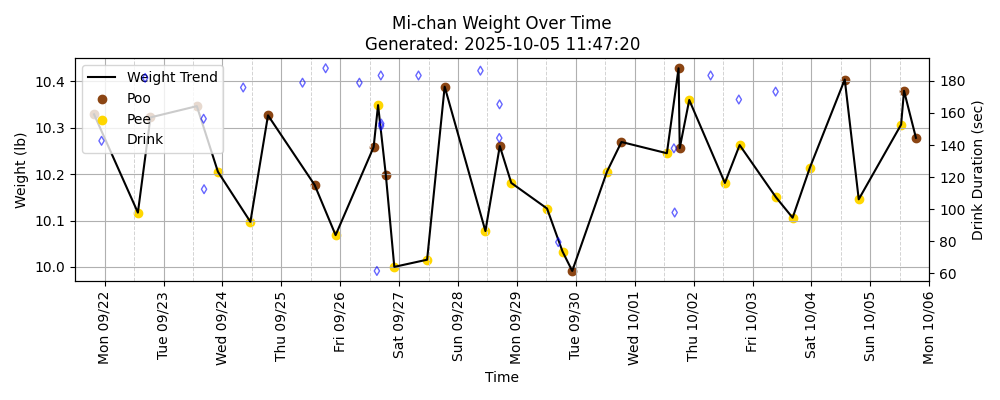 Mi-chan Weight Over Time
Generated: 2025-10-05 11:47:20
Weight Trend
Poo
Pee
Drink
Weight (lb)
10.4
10.3
10.2
10.1
10.0
180
160
140
120
100
80
60
Drink Duration (sec)
Mon 09/22
Tue 09/23
Wed 09/24
Thu 09/25
Fri 09/26
Sat 09/27
Sun 09/28
Mon 09/29
Tue 09/30
Wed 10/01
Thu 10/02
Fri 10/03
Sat 10/04
Sun 10/05
Mon 10/06
Time